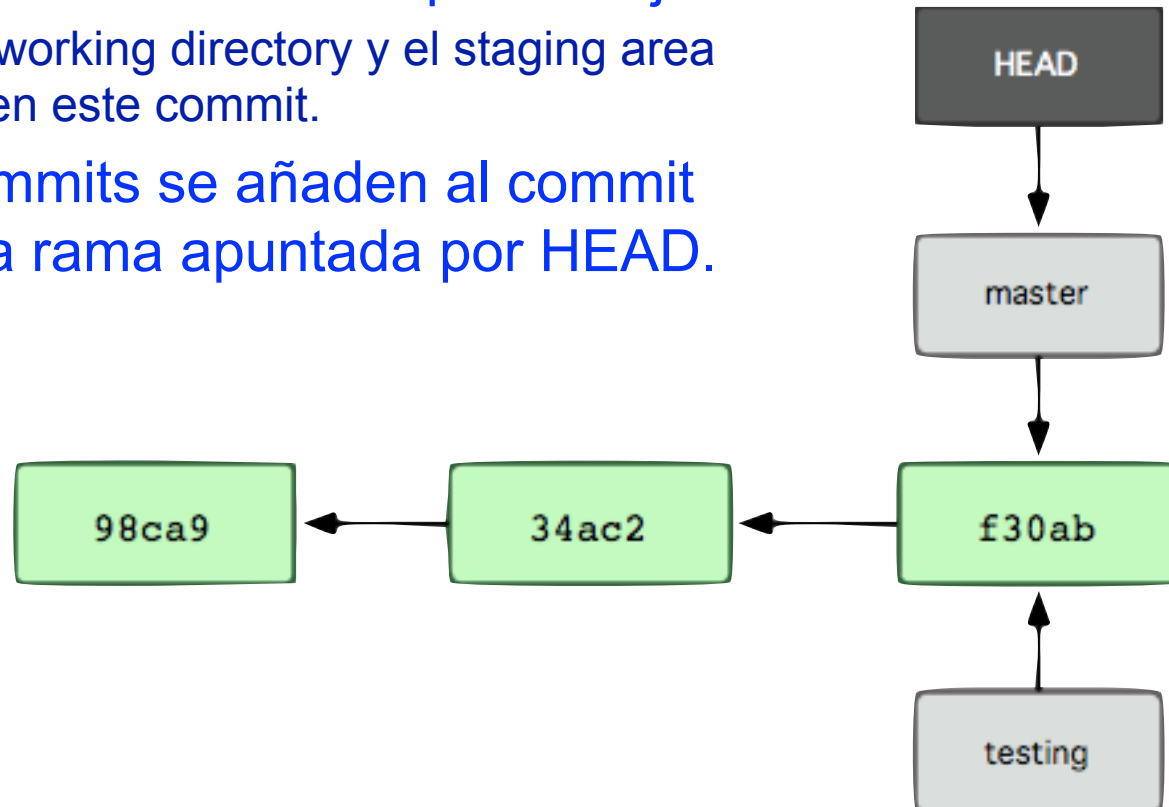 working directory y el staging area
en este commit.
mmits se añaden al commit
a rama apuntada por HEAD.
HEAD
master
98ca9
34ac2
f30ab
testing